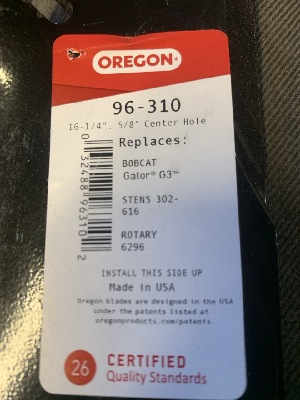 OREGON®
96-310
16-1/4", 5/8" Center Hole
Replaces:
BOBCAT
Gator® G3™
STENS 302-
616
ROTARY
6296
0 32488 96310 2
INSTALL THIS SIDE UP
Made in USA
Oregon blades are designed in the USA
under the patents listed at
oregonproducts.com/patents.
26 CERTIFIED
Quality Standards